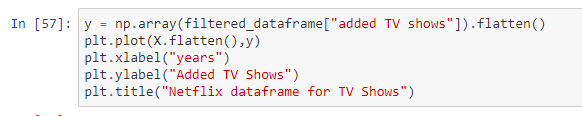 In [57]: y = np.array(filtered_dataframe["added TV shows"]).flatten()
plt.plot(X.flatten(),y)
plt.xlabel("years")
plt.ylabel("Added TV Shows")
plt.title("Netflix dataframe for TV Shows")